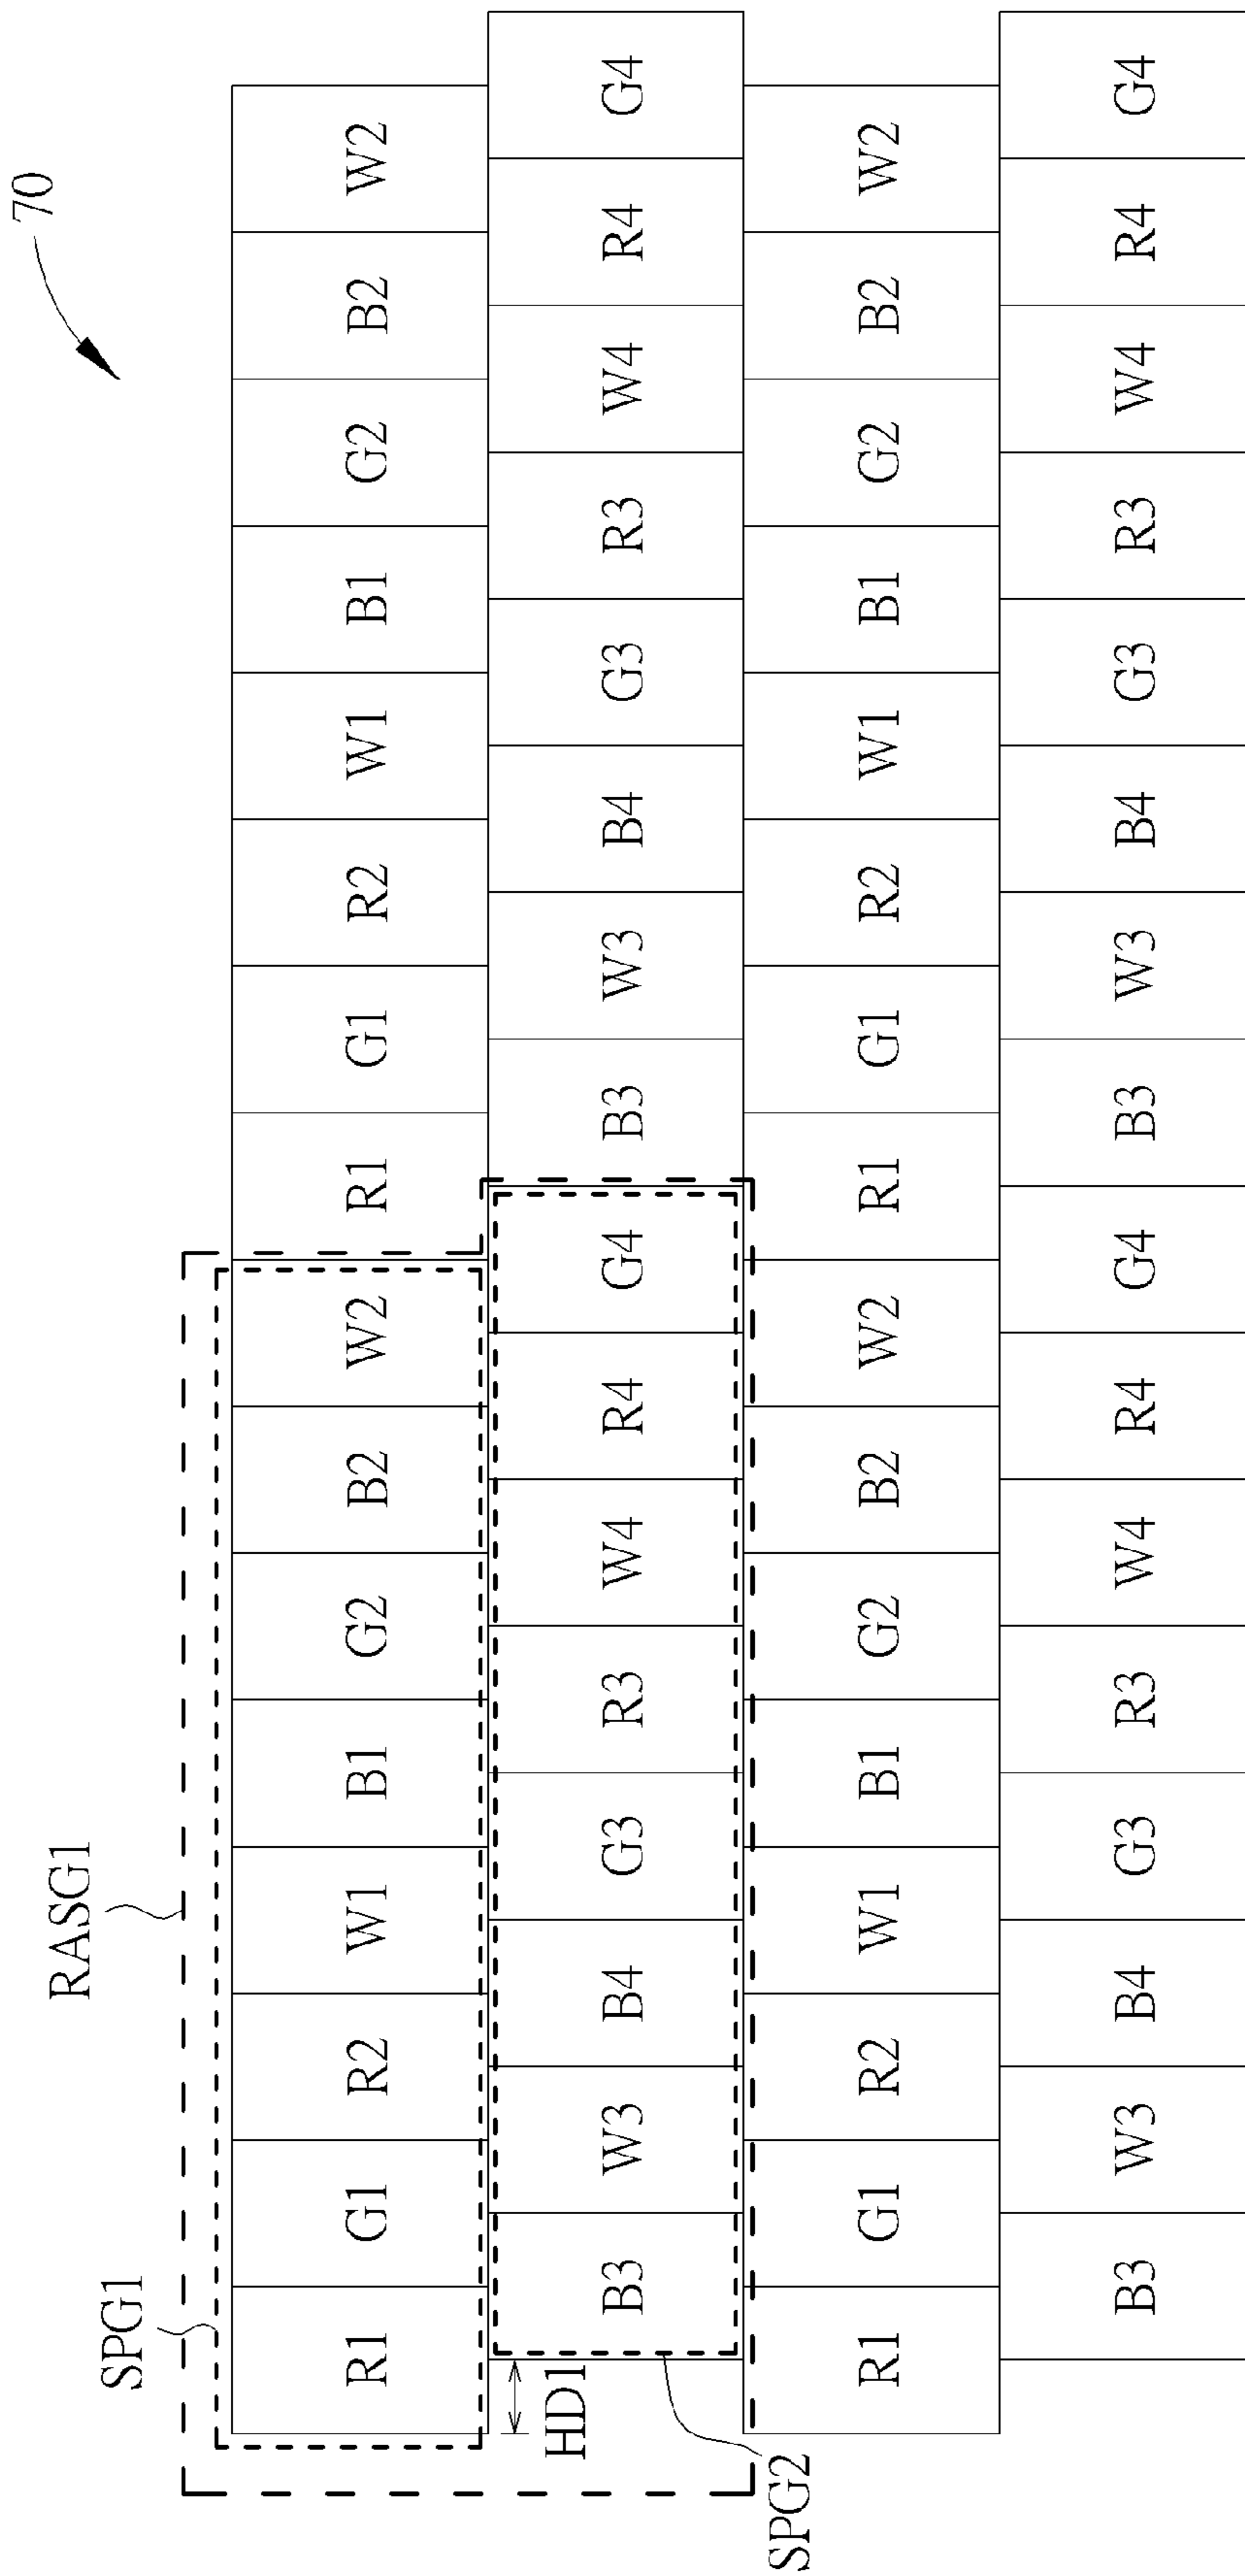 70
RASG1
SPG1
R1 G1 R2 W1 B1 G2 B2 W2 R1 G1 R2 W1 B1 G2 B2 W2
B3 W3 B4 G3 R3 W4 R4 G4 B3 W3 B4 G3 R3 W4 R4 G4
HD1
SPG2
R1 G1 R2 W1 B1 G2 B2 W2 R1 G1 R2 W1 B1 G2 B2 W2
B3 W3 B4 G3 R3 W4 R4 G4 B3 W3 B4 G3 R3 W4 R4 G4